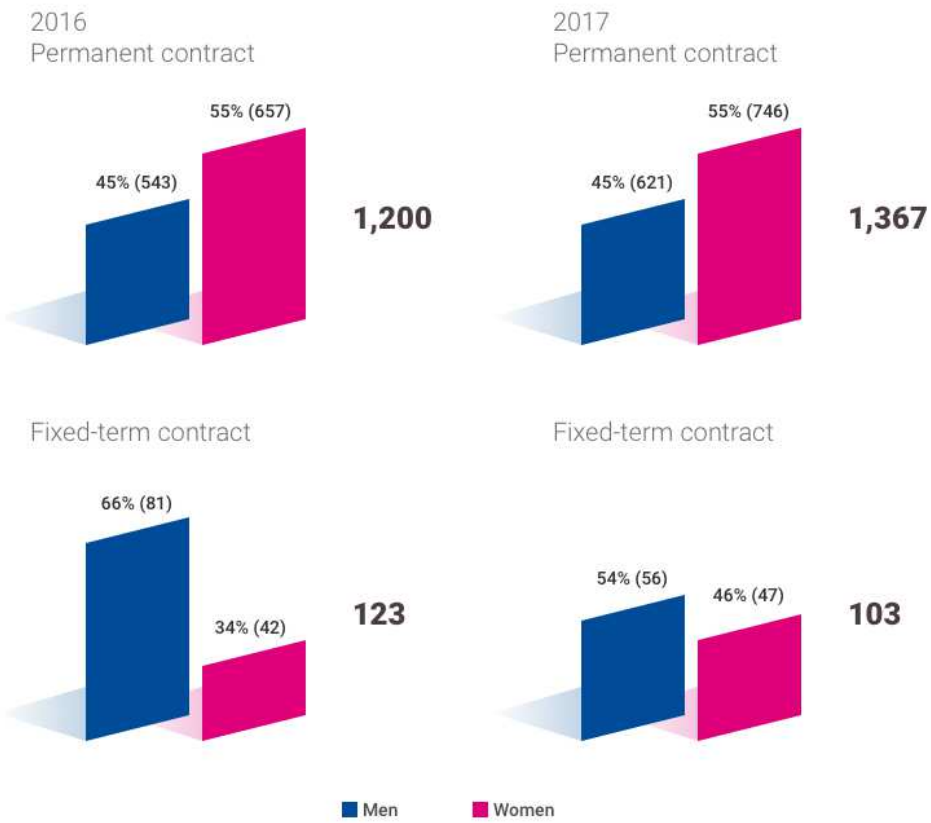 2016
Permanent contract
55% (657)
45% (543)
1,200
2017
Permanent contract
55% (746)
45% (621)
1,367
Fixed-term contract
66% (81)
34% (42)
123
Fixed-term contract
54% (56)
46% (47)
103
Men
Women